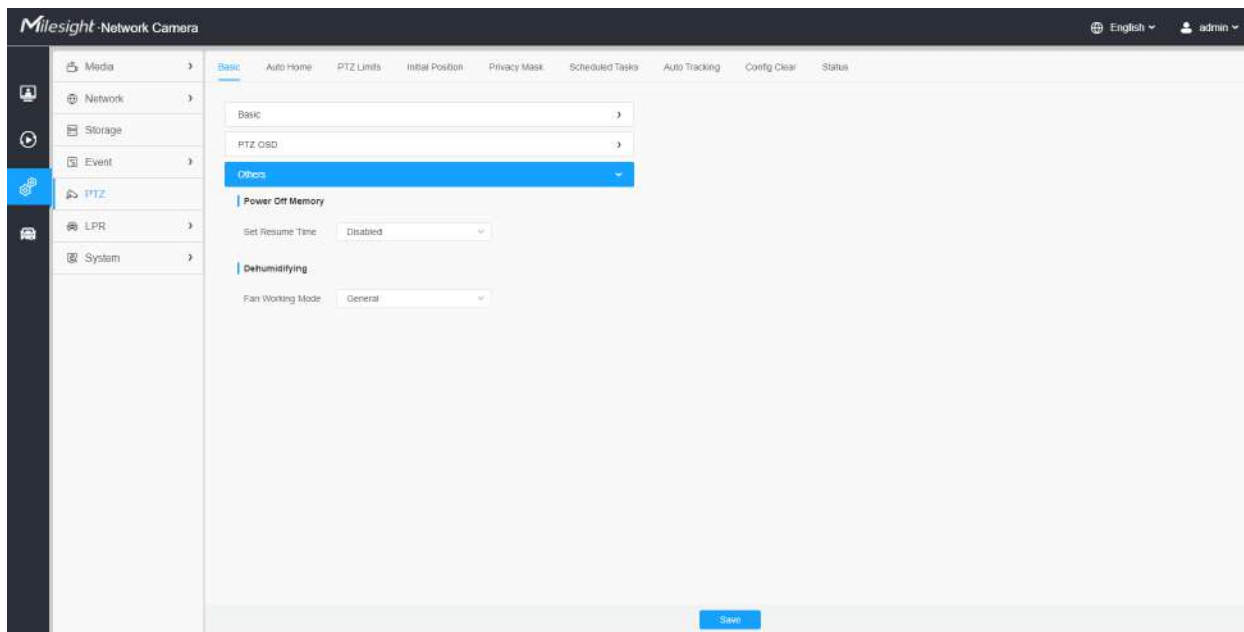 Milesight-Network Camera
English
admin
Media
Network
Storage
Event
PTZ
LPR
System
Basic
Auto Home
PTZ Limits
Initial Position
Privacy Mask
Scheduled Tasks
Auto Tracking
Config Clear
Status
Basic
PTZ OSD
Others
Power Off Memory
Set Resume Time
Disabled
Dehumidifying
Fan Working Mode
General
Save